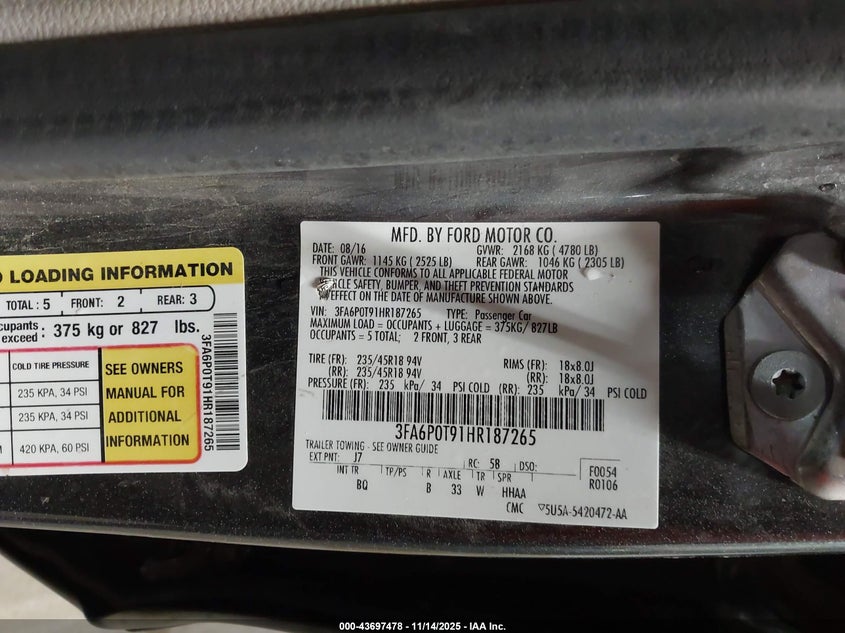 O LOADING INFORMATION
TOTAL: 5 FRONT: 2 REAR: 3
cupants
exceed: 375 kg or 827 lbs.
COLD TIRE PRESSURE
235 KPA, 34 PSI
235 KPA, 34 PSI
420 KPA, 60 PSI
SEE OWNERS
MANUAL FOR
ADDITIONAL
INFORMATION
3FA6P0T91HR187265
MFD. BY FORD MOTOR CO.
DATE: 08/16 GVWR: 2168 KG ( 4780 LB)
FRONT GAWR: 1145 KG ( 2525 LB) REAR GAWR: 1046 KG ( 2305 LB)
THIS VEHICLE CONFORMS TO ALL APPLICABLE FEDERAL MOTOR
ICLE SAFETY, BUMPER, AND THEFT PREVENTION STANDARDS
EFFECT ON THE DATE OF MANUFACTURE SHOWN ABOVE.
VIN: 3FA6P0T91HR187265 TYPE: Passenger Car
MAXIMUM LOAD = OCCUPANTS + LUGGAGE = 375KG/ 827LB
OCCUPANTS = 5 TOTAL; 2 FRONT, 3 REAR
TIRE (FR): 235/45R18 94V RIMS (FR): 18x8.0J
(RR): 235/45R18 94V (RR): 18x8.0J
PRESSURE (FR): 235 kPa/ 34 PSI COLD (RR): 235 kPa/ 34 PSI COLD
3FA6P0T91HR187265
TRAILER TOWING - SEE OWNER GUIDE
EXT PNT: J7 RC: 58 DSO: F0054
INT TR TP/PS R AXLE TR SPR R0106
BQ B 33 W HHAA
CMC 5U5A-5420472-AA
000-43697478 - 11/14/2025 - IAA Inc.